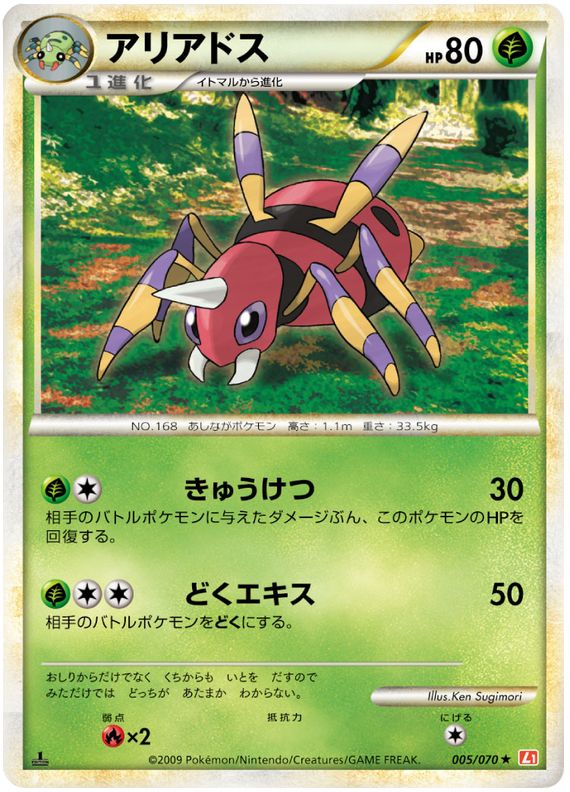 アリアドス
HP80
1進化
イトマルから進化
NO.168 あしながポケモン 高さ:1.1m 重さ:33.5kg
きゅうけつ 30
相手のバトルポケモンに与えたダメージぶん、このポケモンのHPを
回復する。
どくエキス 50
相手のバトルポケモンをどくにする。
おしりからだけでなく くちからも いとを だすので
みただけでは どっちが あたまか わからない。
Illus.Ken Sugimori
弱点 抵抗力 にげる
×2
1 EDITION
©2009 Pokémon/Nintendo/Creatures/GAME FREAK.
005/070 ★ L1